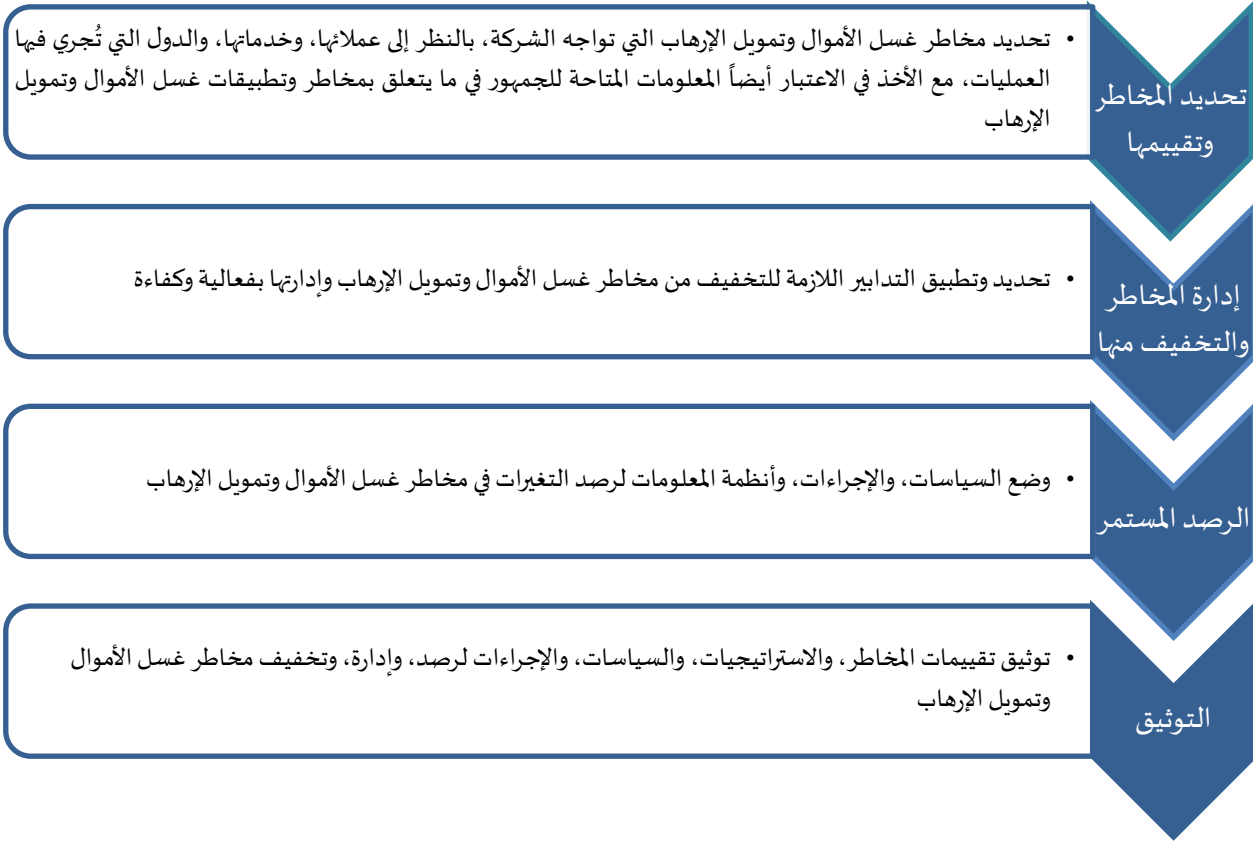 تحديد المخاطر
وتقييمها
• تحديد مخاطر غسل الأموال وتمويل الإرهاب التي تواجه الشركة، بالنظر إلى عملائها، وخدماتها، والدول التي تُجري فيها
العمليات، مع الأخذ في الاعتبار أيضاً المعلومات المتاحة للجمهور في ما يتعلق بمخاطر وتطبيقات غسل الأموال وتمويل
الإرهاب
إدارة المخاطر
والتخفيف منها
• تحديد وتطبيق التدابير اللازمة للتخفيف من مخاطر غسل الأموال وتمويل الإرهاب وإدارتها بفعالية وكفاءة
الرصد المستمر
• وضع السياسات، والإجراءات، وأنظمة المعلومات لرصد التغيرات في مخاطر غسل الأموال وتمويل الإرهاب
التوثيق
• توثيق تقييمات المخاطر، والاستراتيجيات، والسياسات، والإجراءات لرصد، وإدارة، وتخفيف مخاطر غسل الأموال
وتمويل الإرهاب